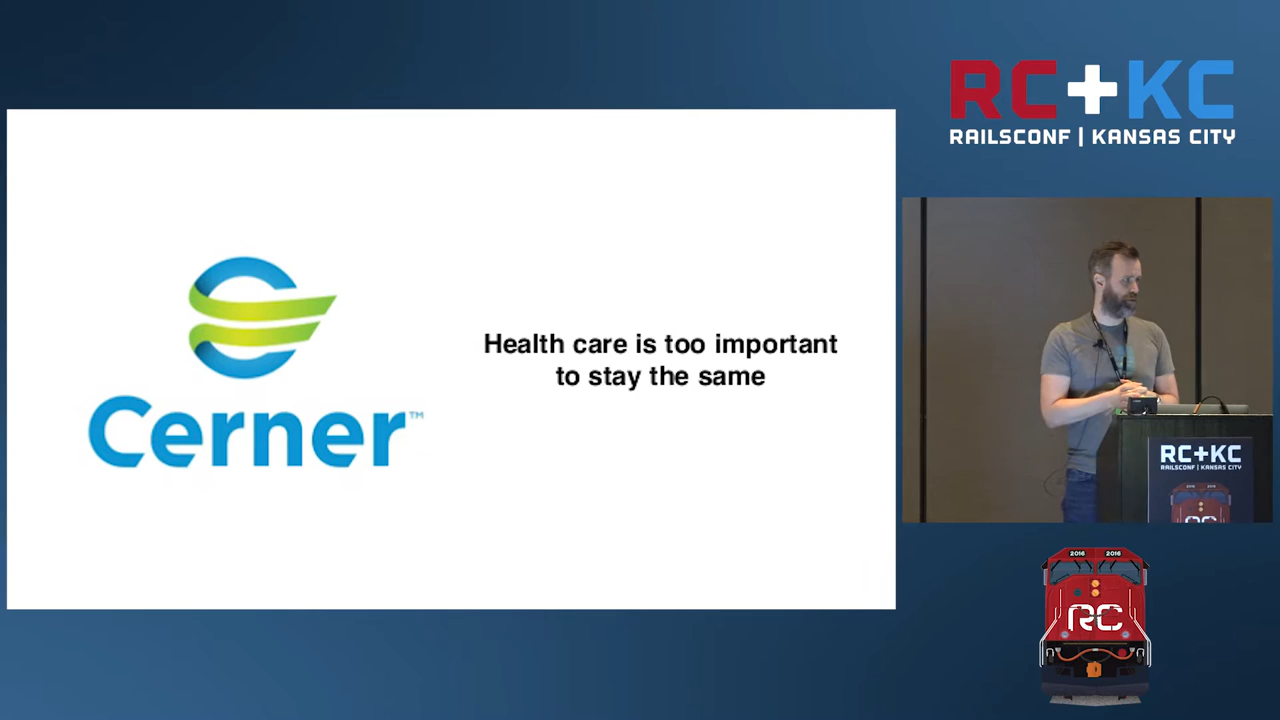 RC+KC
RAILSCONF | KANSAS CITY
Health care is too important
to stay the same
Cerner™
RC+KC
RAILSCONF | KANSAS CITY
2016 2016
RC